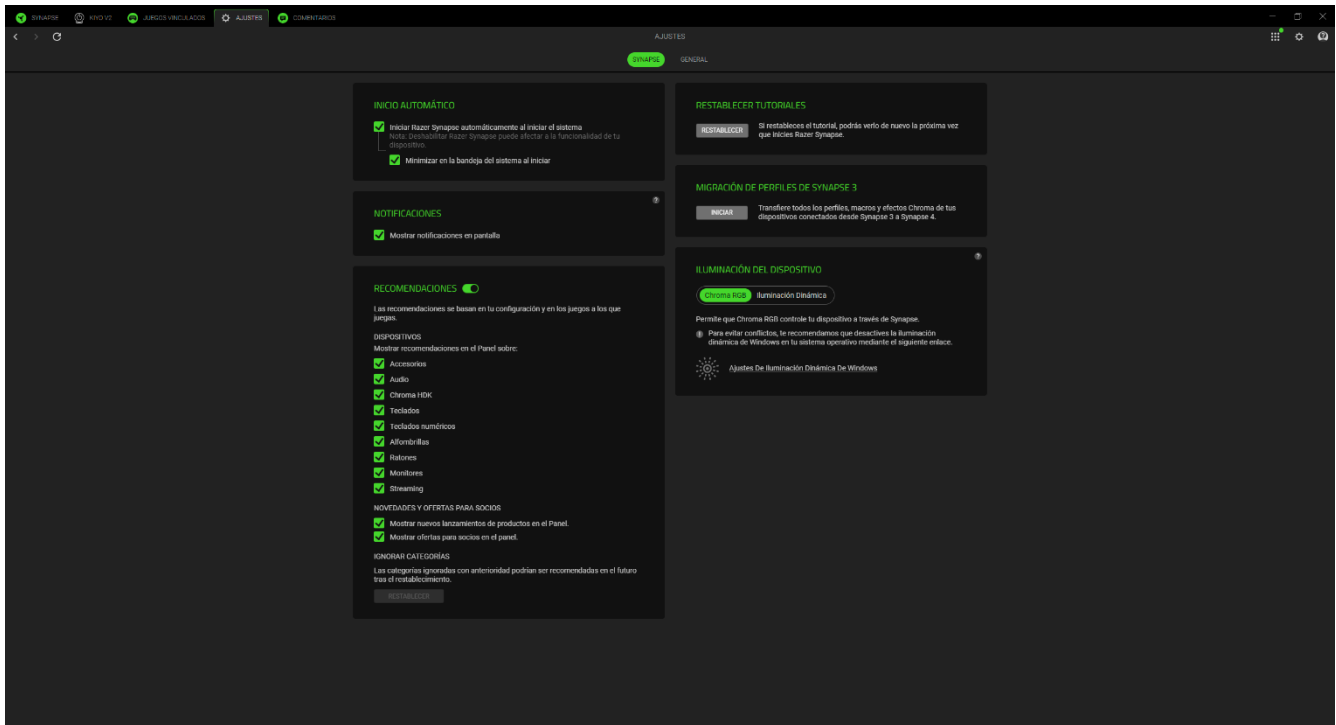 SYNAPSE
KIYO V2
JUEGOS VINCULADOS
AJUSTES
COMENTARIOS
AJUSTES
SYNAPSE
GENERAL
INICIO AUTOMÁTICO
Iniciar Razer Synapse automáticamente al iniciar el sistema
Nota: Deshabilitar Razer Synapse puede afectar a la funcionalidad de tu
dispositivo.
Minimizar en la bandeja del sistema al iniciar
NOTIFICACIONES
Mostrar notificaciones en pantalla
RECOMENDACIONES
Las recomendaciones se basan en tu configuración y en los juegos a los que
juegas.
DISPOSITIVOS
Mostrar recomendaciones en el Panel sobre:
Accesorios
Audio
Chroma HDK
Teclados
Teclados numéricos
Alfombrillas
Ratones
Monitores
Streaming
NOVEDADES Y OFERTAS PARA SOCIOS
Mostrar nuevos lanzamientos de productos en el Panel.
Mostrar ofertas para socios en el panel.
IGNORAR CATEGORÍAS
Las categorías ignoradas con anterioridad podrían ser recomendadas en el futuro
tras el restablecimiento.
RESTABLECER
RESTABLECER TUTORIALES
RESTABLECER
Si restableces el tutorial, podrás verlo de nuevo la próxima vez
que inicies Razer Synapse.
MIGRACIÓN DE PERFILES DE SYNAPSE 3
INICIAR
Transfiere todos los perfiles, macros y efectos Chroma de tus
dispositivos conectados desde Synapse 3 a Synapse 4.
ILUMINACIÓN DEL DISPOSITIVO
Chroma RGB
Iluminación Dinámica
Permite que Chroma RGB controle tu dispositivo a través de Synapse.
Para evitar conflictos, te recomendamos que desactives la iluminación
dinámica de Windows en tu sistema operativo mediante el siguiente enlace.
Ajustes De Iluminación Dinámica De Windows